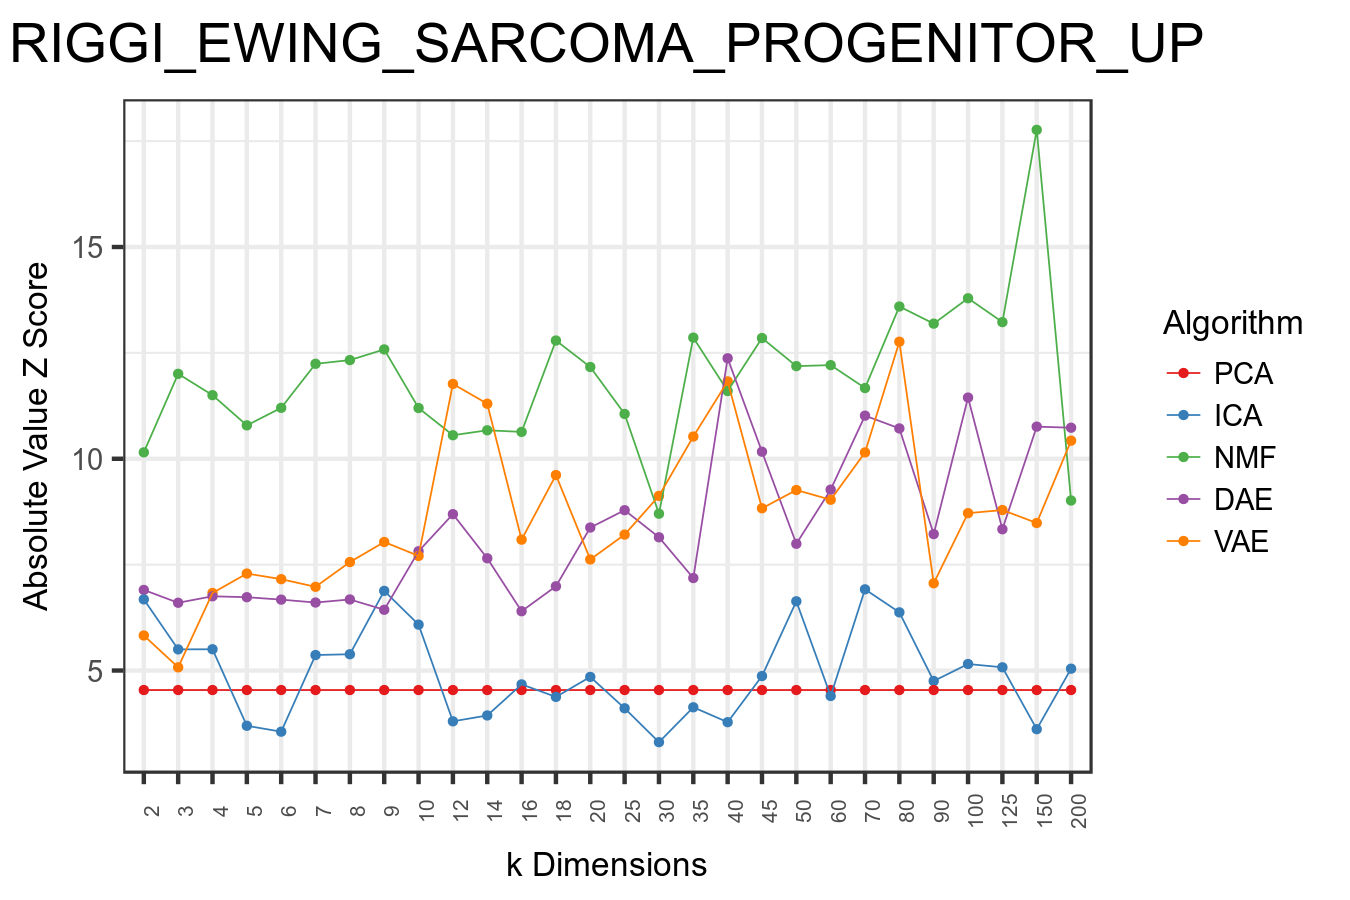 RIGGI_EWING_SARCOMA_PROGENITOR_UP
Absolute Value Z Score
15
10
5
2 3 4 5 6 7 8 9 10 12 14 16 18 20 25 30 35 40 45 50 60 70 80 90 100 125 150 200
k Dimensions
Algorithm
PCA
ICA
NMF
DAE
VAE